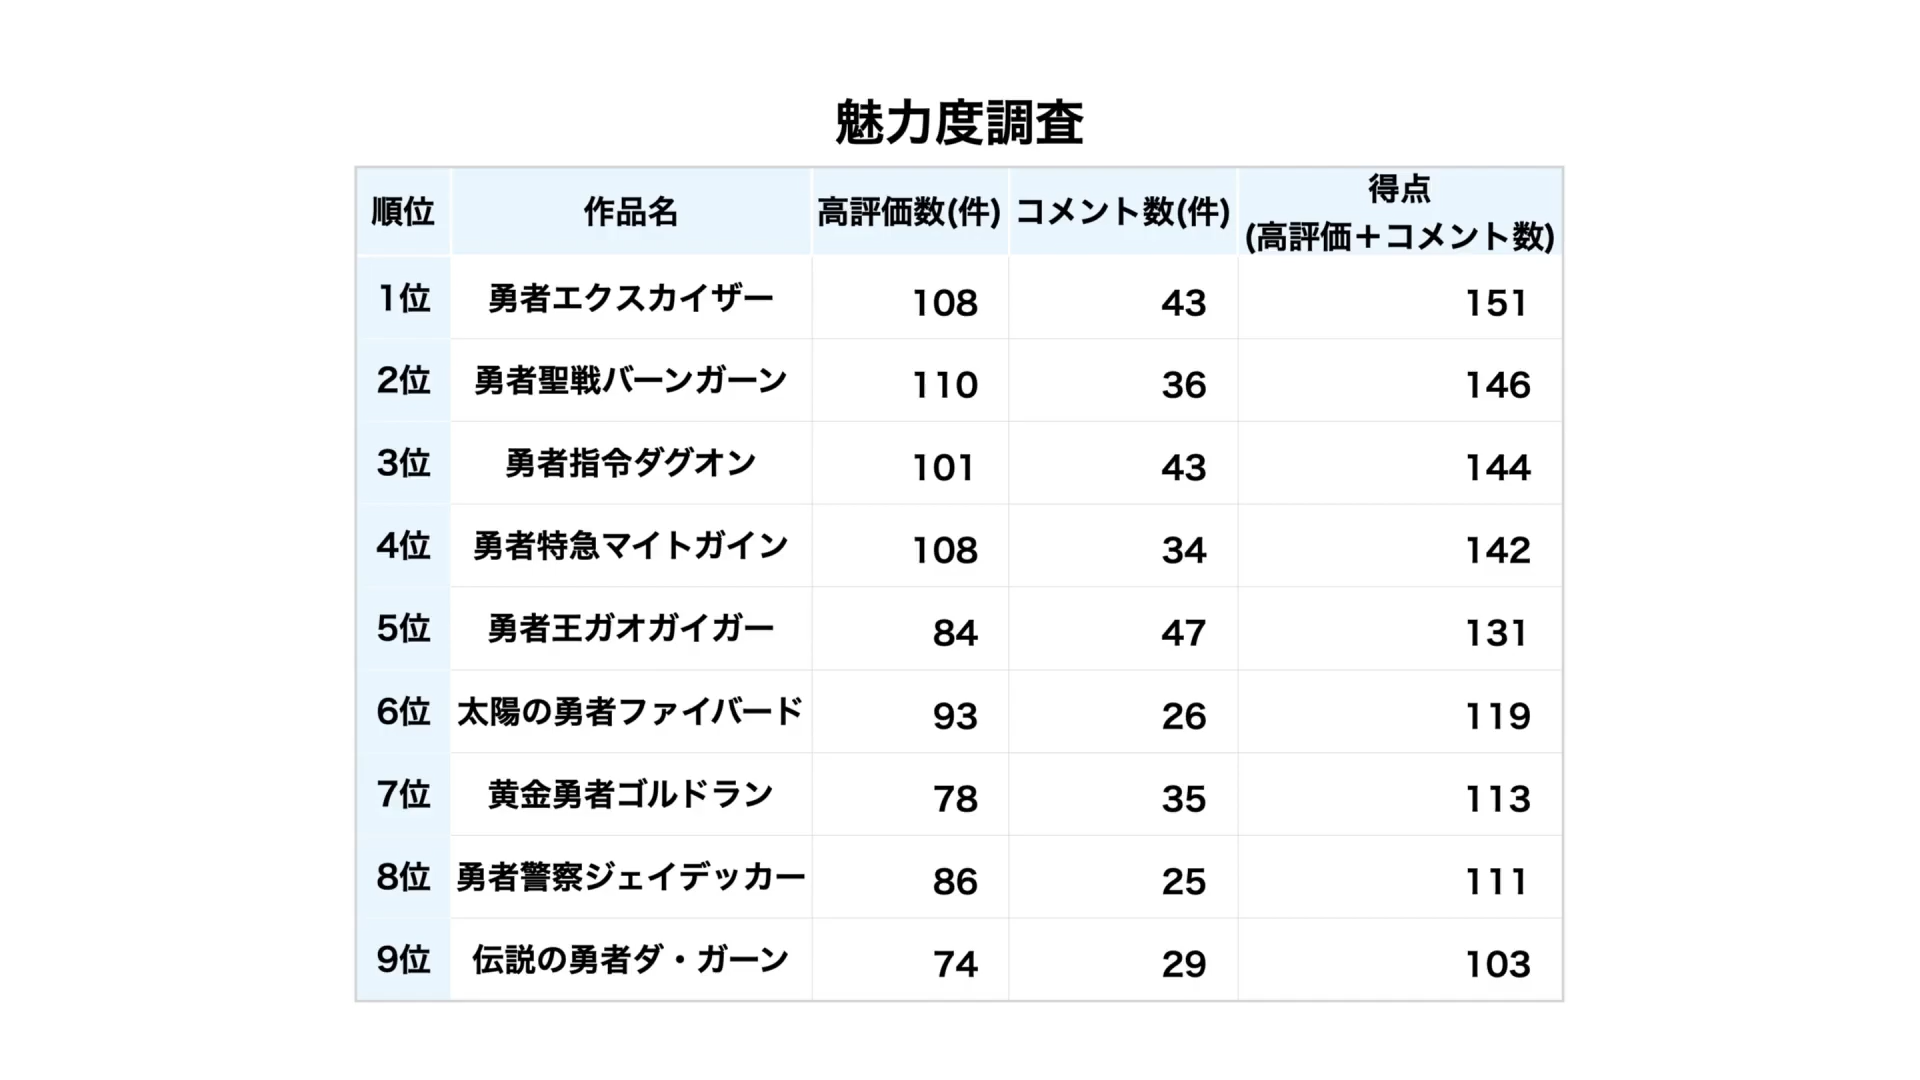 魅力度調査
順位 作品名 高評価数(件) コメント数(件) 得点
(高評価＋コメント数)
1位 勇者エクスカイザー 108 43 151
2位 勇者聖戦バーンガーン 110 36 146
3位 勇者指令ダグオン 101 43 144
4位 勇者特急マイトガイン 108 34 142
5位 勇者王ガオガイガー 84 47 131
6位 太陽の勇者ファイバード 93 26 119
7位 黄金勇者ゴルドラン 78 35 113
8位 勇者警察ジェイデッカー 86 25 111
9位 伝説の勇者ダ・ガーン 74 29 103